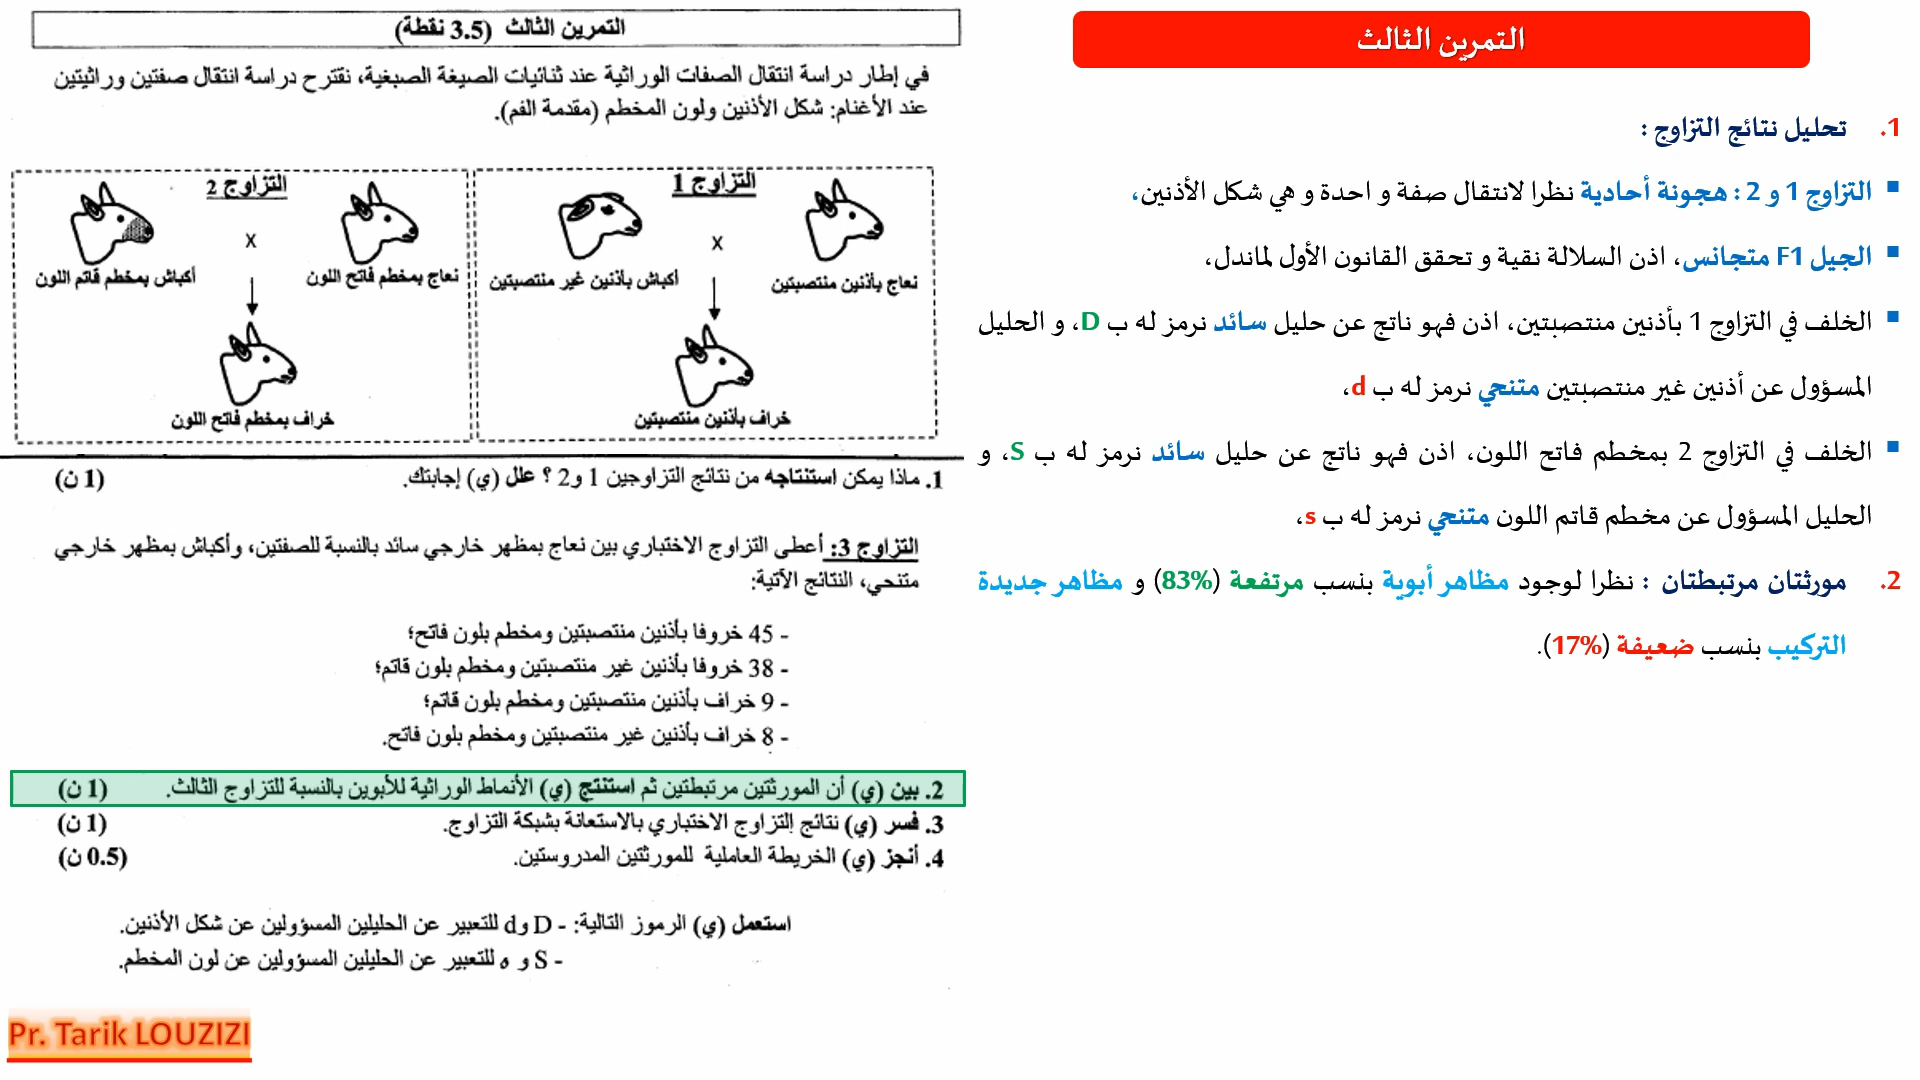 التمرين الثالث (3.5 نقطة)
في إطار دراسة انتقال الصفات الوراثية عند ثنائيات الصيغة الصبغية، نقترح دراسة انتقال صفتين وراثيتين
عند الأغنام: شكل الأذنين ولون المخطم (مقدمة الفم).
التزاوج 1
نعاج بأذنين منتصبتين
X
أكباش بأذنين غير منتصبتين
خراف بأذنين منتصبتين
التزاوج 2
نعاج بمخطم فاتح اللون
X
أكباش بمخطم قاتم اللون
خراف بمخطم فاتح اللون
1. ماذا يمكن استنتاجه من نتائج التزاوجين 1 و2 ؟ علل (ي) إجابتك. (1 ن)
التزاوج 3: أعطى التزاوج الاختباري بين نعاج بمظهر خارجي سائد بالنسبة للصفتين، وأكباش بمظهر خارجي
متنحي، النتائج الآتية:
- 45 خروفا بأذنين منتصبتين ومخطم بلون فاتح؛
- 38 خروفا بأذنين غير منتصبتين ومخطم بلون قاتم؛
- 9 خراف بأذنين منتصبتين ومخطم بلون قاتم؛
- 8 خراف بأذنين غير منتصبتين ومخطم بلون فاتح.
2. بين (ي) أن المورثتين مرتبطتين ثم استنتج (ي) الأنماط الوراثية للأبوين بالنسبة للتزاوج الثالث. (1 ن)
3. فسر (ي) نتائج التزاوج الاختباري بالاستعانة بشبكة التزاوج. (1 ن)
4. أنجز (ي) الخريطة العاملية للمورثتين المدروستين. (0.5 ن)
استعمل (ي) الرموز التالية: - D و d للتعبير عن الحليلين المسؤولين عن شكل الأذنين.
- S و s للتعبير عن الحليلين المسؤولين عن لون المخطم.
Pr. Tarik LOUZIZI
التمرين الثالث
1. تحليل نتائج التزاوج :
▪ التزاوج 1 و 2 : هجونة أحادية نظرا لانتقال صفة و احدة و هي شكل الأذنين،
▪ الجيل F1 متجانس، اذن السلالة نقية و تحقق القانون الأول لماندل،
▪ الخلف في التزاوج 1 بأذنين منتصبتين، اذن فهو ناتج عن حليل سائد نرمز له ب D، و الحليل
المسؤول عن أذنين غير منتصبتين متنحي نرمز له ب d،
▪ الخلف في التزاوج 2 بمخطم فاتح اللون، اذن فهو ناتج عن حليل سائد نرمز له ب S، و
الحليل المسؤول عن مخطم قاتم اللون متنحي نرمز له ب s،
2. مورثتان مرتبطتان : نظرا لوجود مظاهر أبوية بنسب مرتفعة (83%) و مظاهر جديدة
التركيب بنسب ضعيفة (17%).